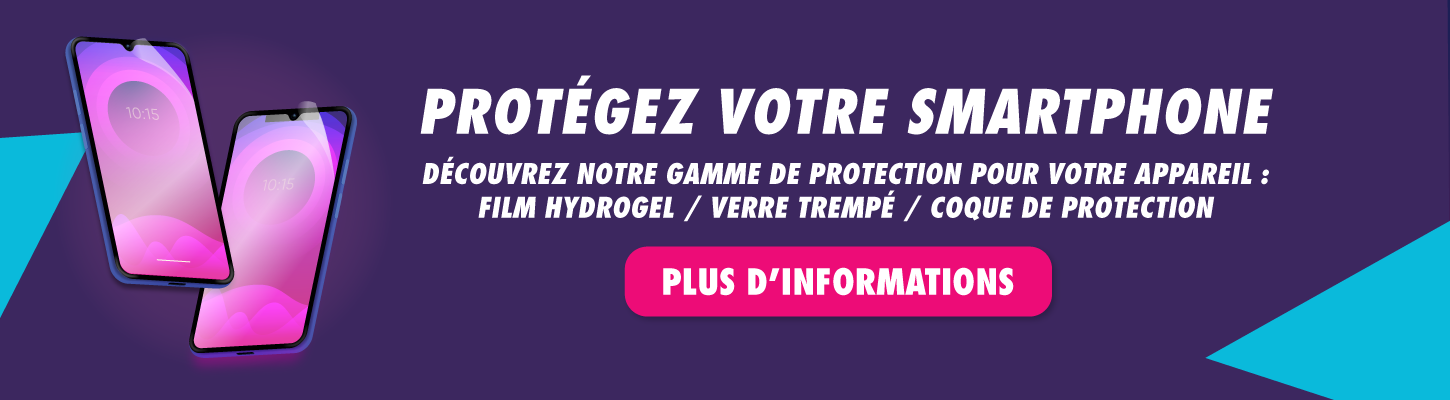 10:15
10:15
PROTÉGEZ VOTRE SMARTPHONE
DÉCOUVREZ NOTRE GAMME DE PROTECTION POUR VOTRE APPAREIL :
FILM HYDROGEL / VERRE TREMPÉ / COQUE DE PROTECTION
PLUS D'INFORMATIONS